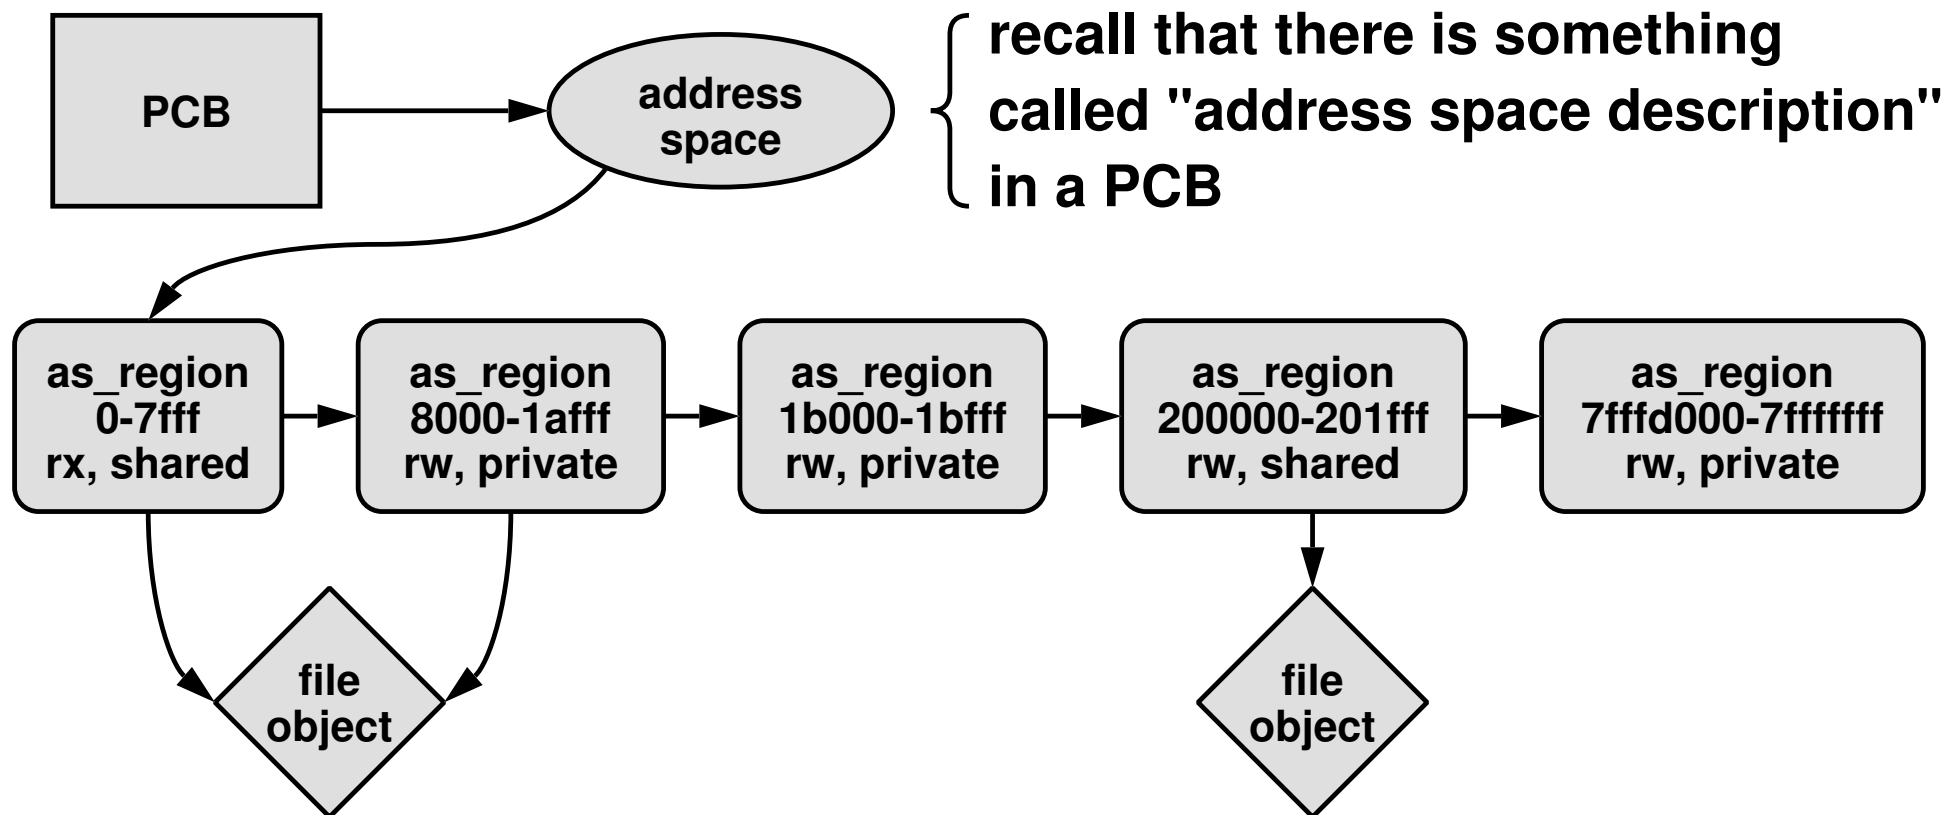 PCB
address
space
recall that there is something
called "address space description"
in a PCB
as_region
0-7fff
rx, shared
as_region
8000-1afff
rw, private
as_region
1b000-1bfff
rw, private
as_region
200000-201fff
rw, shared
as_region
7fffd000-7fffffff
rw, private
file
object
file
object